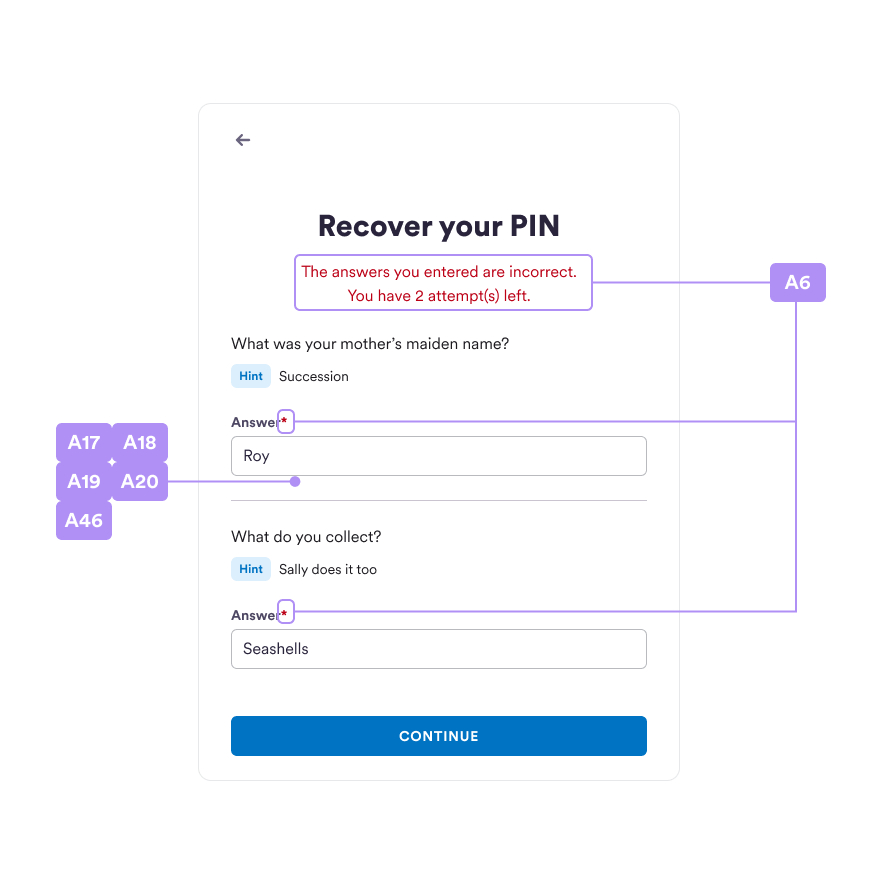 Recover your PIN
The answers you entered are incorrect.
You have 2 attempt(s) left.
A6
What was your mother’s maiden name?
Hint Succession
Answer*
A17 A18
Roy
A19 A20
A46
What do you collect?
Hint Sally does it too
Answer*
Seashells
CONTINUE